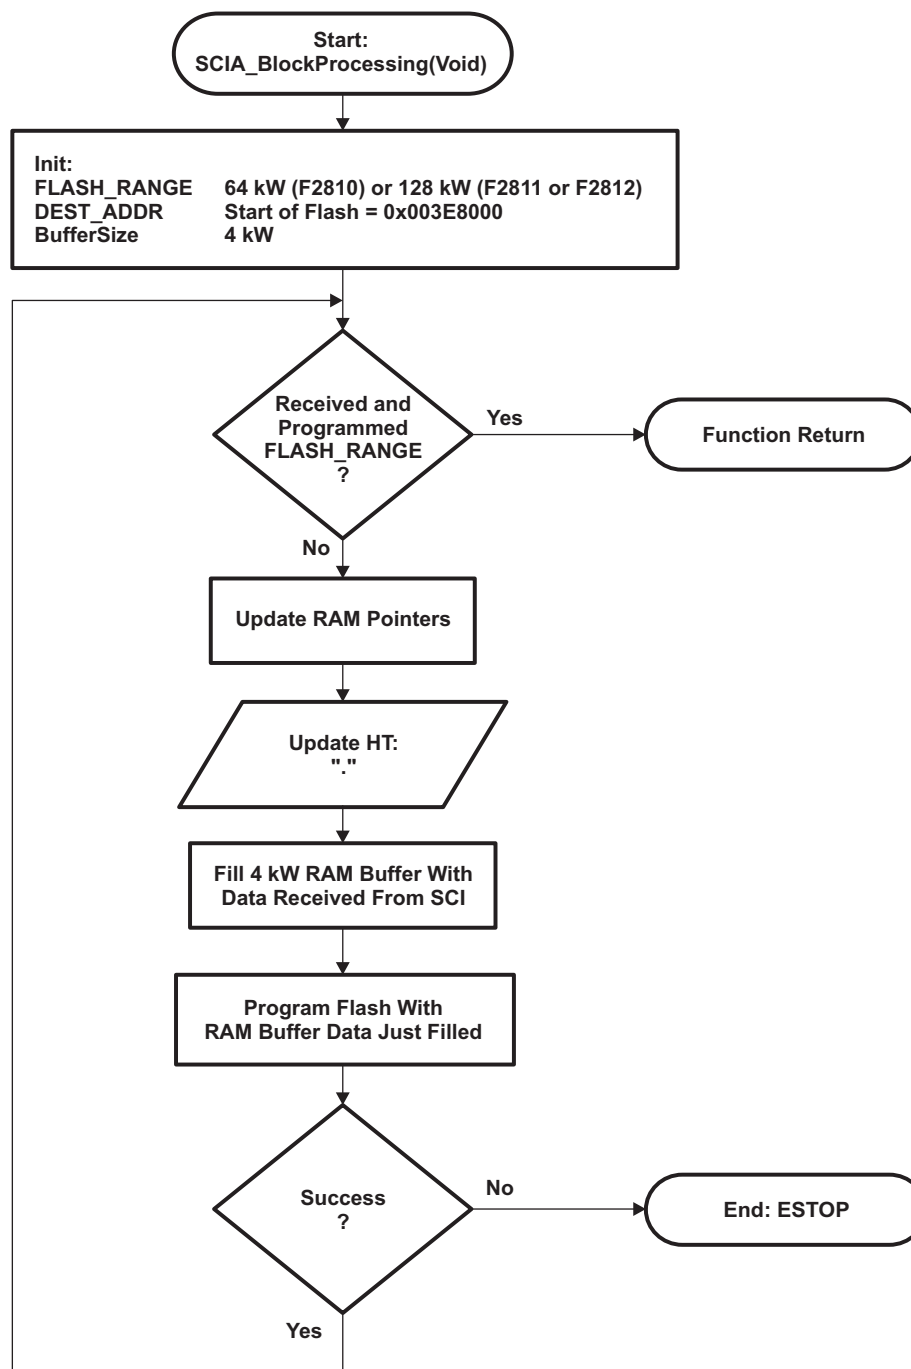 Start:
SCIA_BlockProcessing(Void)
Init:
FLASH_RANGE 64 kW (F2810) or 128 kW (F2811 or F2812)
DEST_ADDR Start of Flash = 0x003E8000
BufferSize 4 kW
Received and
Programmed
FLASH_RANGE
?
Yes
Function Return
No
Update RAM Pointers
Update HT:
"."
Fill 4 kW RAM Buffer With
Data Received From SCI
Program Flash With
RAM Buffer Data Just Filled
Success
?
No
End: ESTOP
Yes